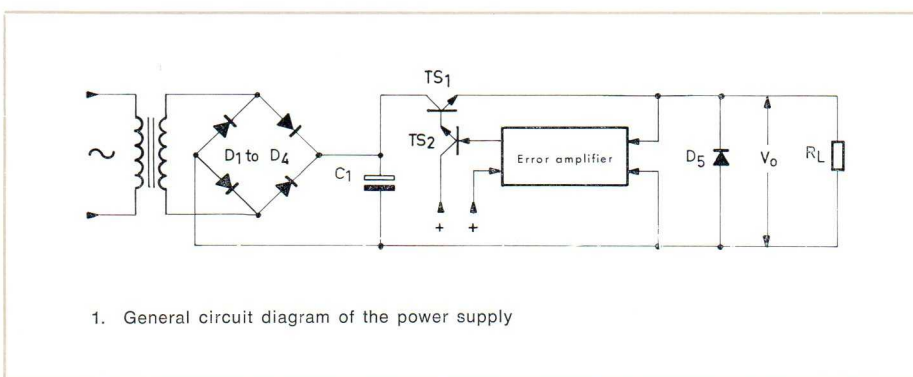 TS1
TS2
D1 to D4
C1
Error amplifier
D5
Vo
RL
+ +
1. General circuit diagram of the power supply